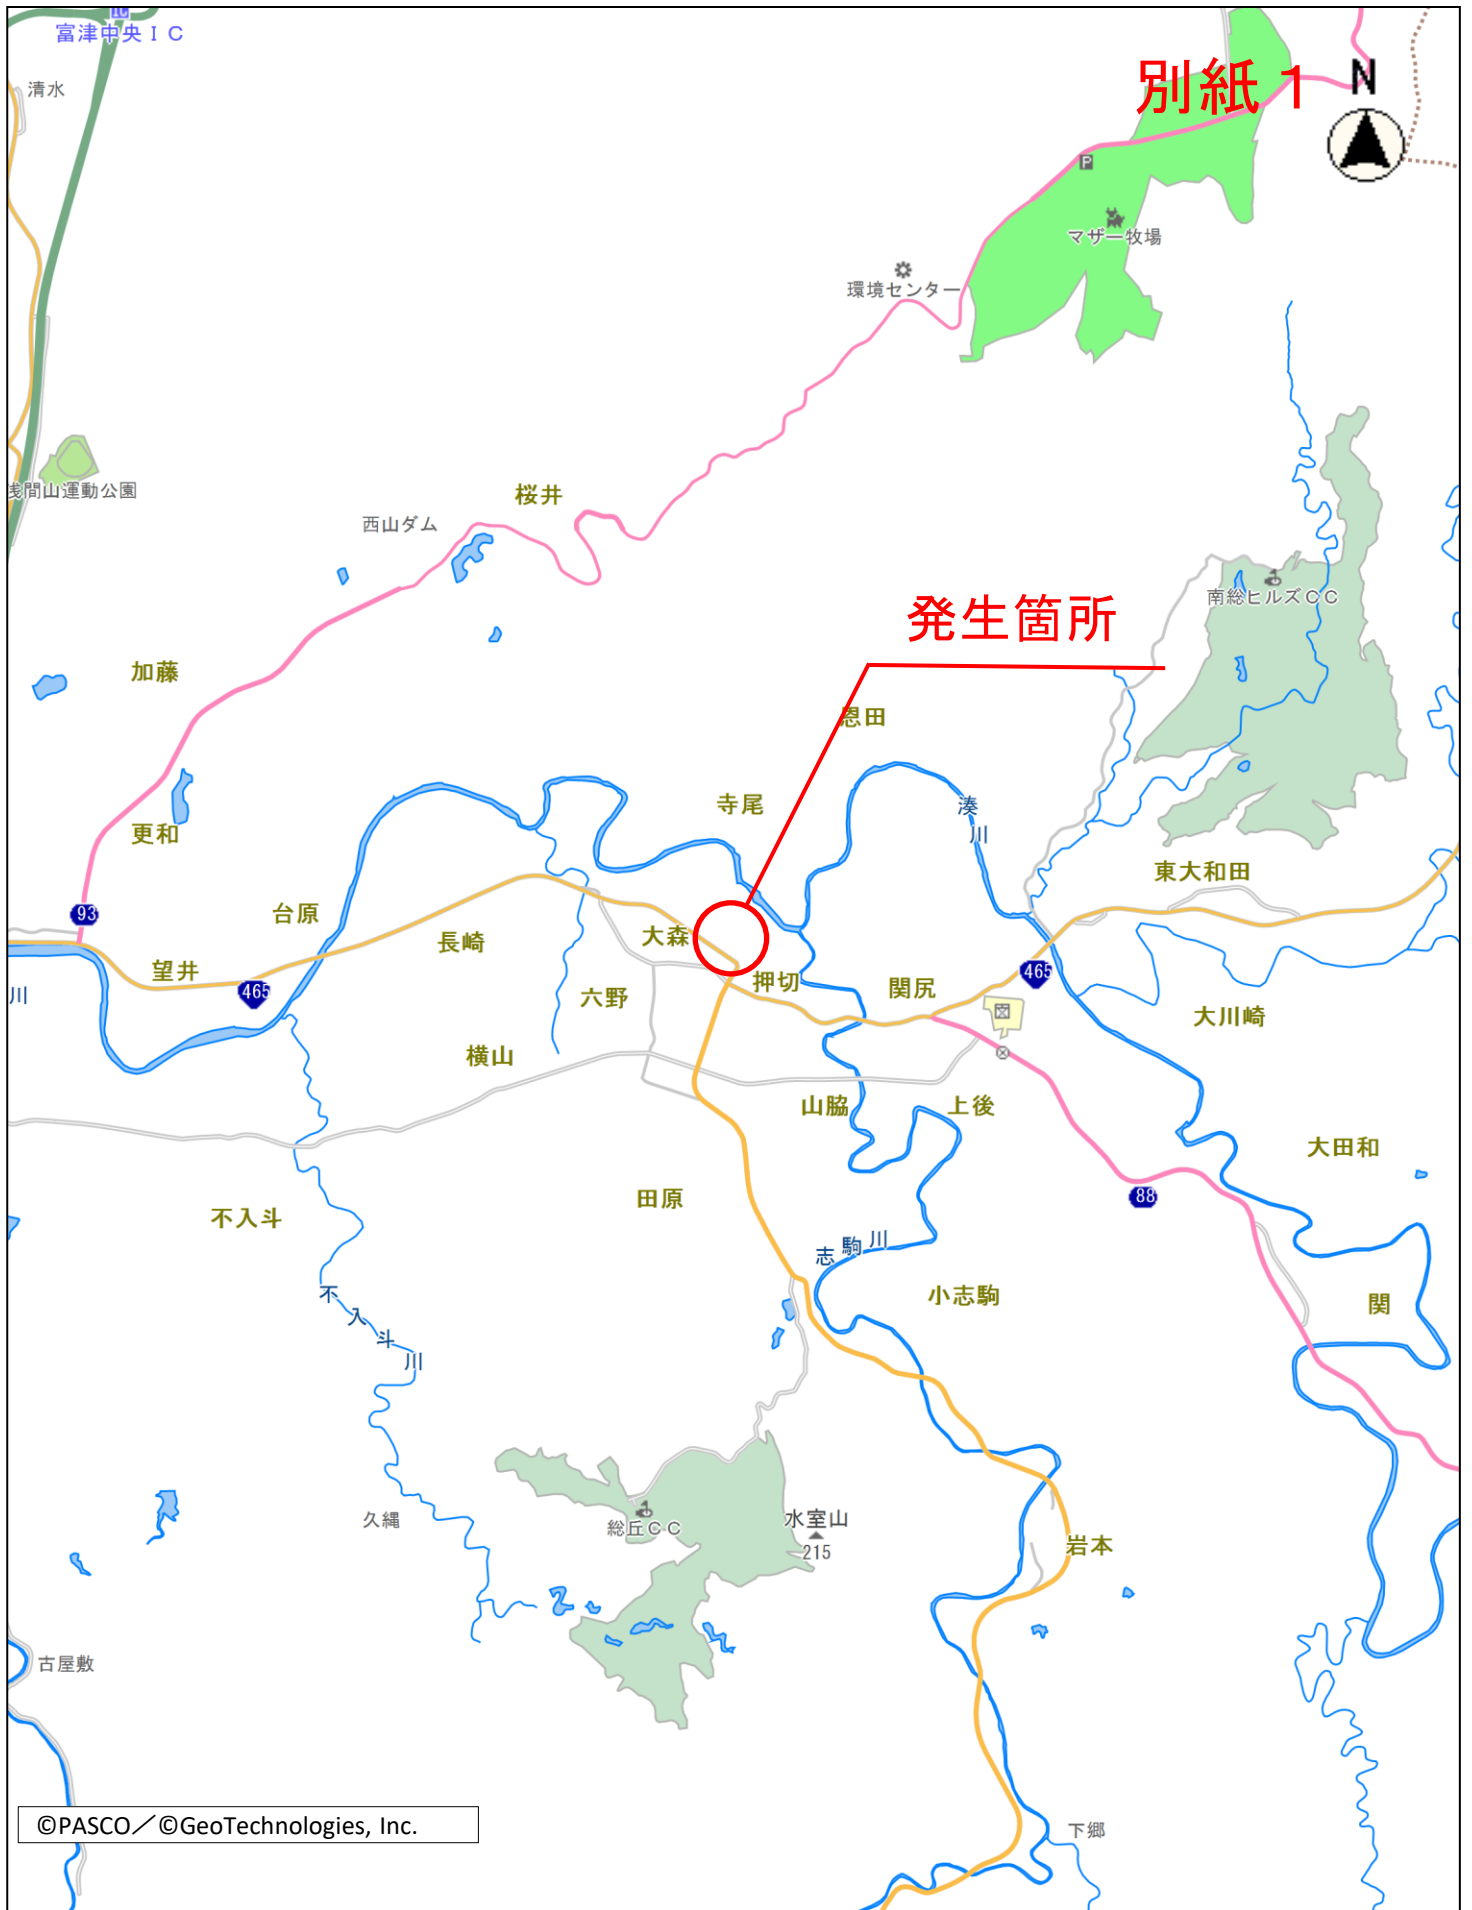 IC
富津中央ＩＣ
清水
別紙１
N
P
マザー牧場
環境センター
浅間山運動公園
桜井
西山ダム
南総ヒルズＣＣ
発生箇所
加藤
恩田
寺尾
湊川
更和
東大和田
93
台原
大森
長崎
望井
465
押切
関尻
465
川
六野
大川崎
横山
山脇
上後
大田和
88
田原
不入斗
志駒川
小志駒
不入斗川
関
久縄
総丘ＣＣ
水室山
215
岩本
古屋敷
©PASCO／©GeoTechnologies, Inc.
下郷